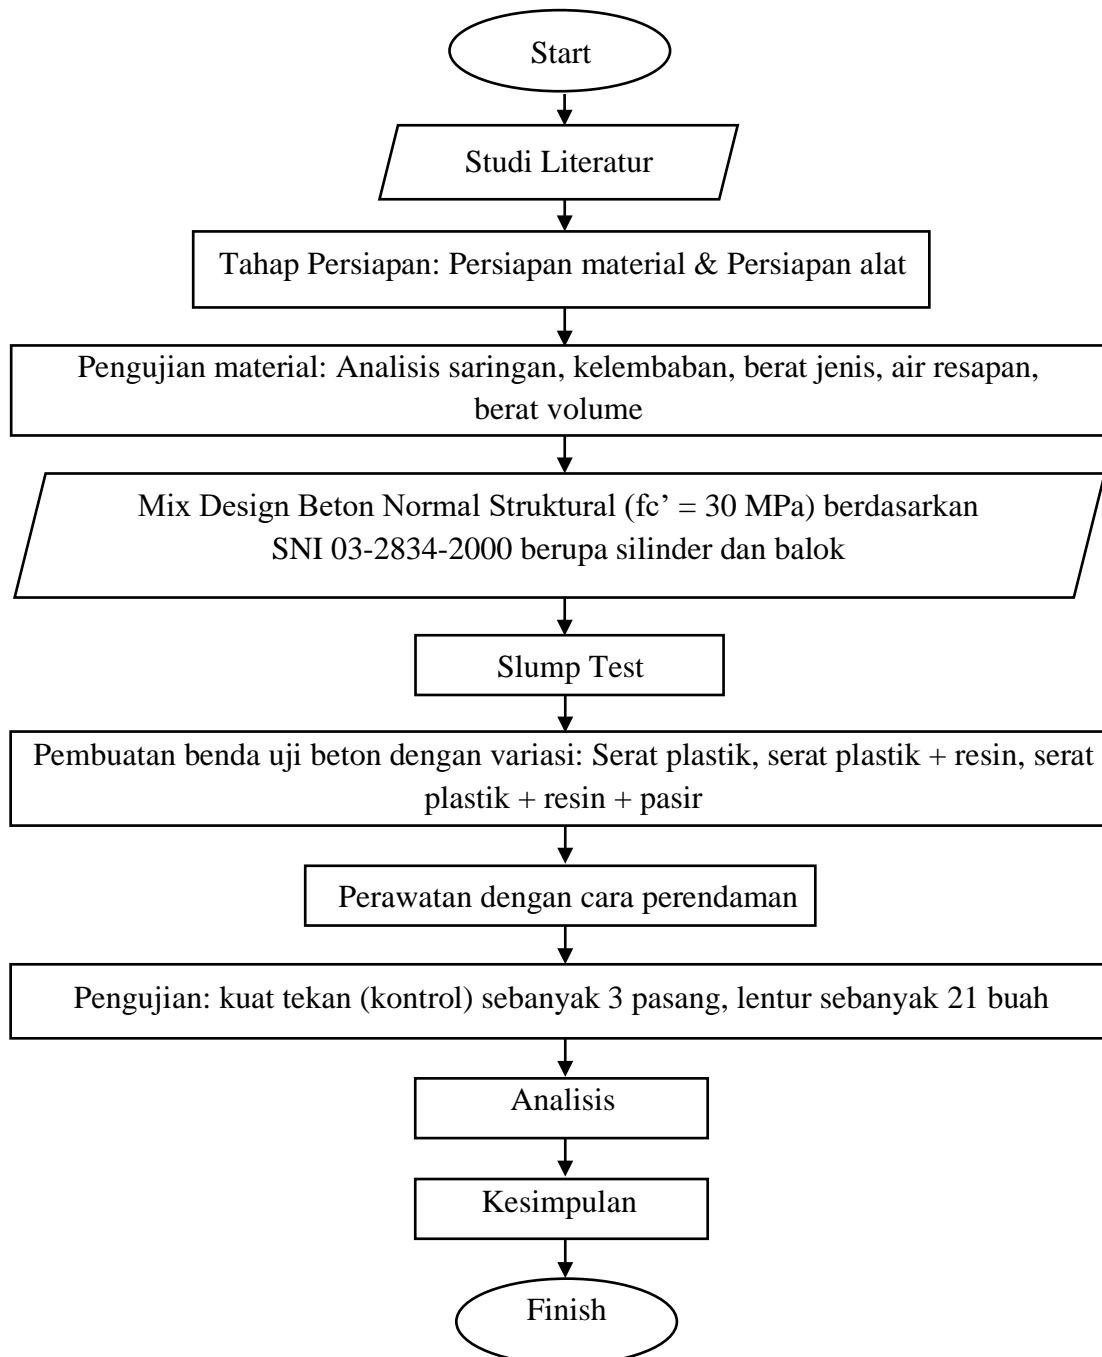 Start
Studi Literatur
Tahap Persiapan: Persiapan material & Persiapan alat
Pengujian material: Analisis saringan, kelembaban, berat jenis, air resapan,
berat volume
Mix Design Beton Normal Struktural (fc’ = 30 MPa) berdasarkan
SNI 03-2834-2000 berupa silinder dan balok
Slump Test
Pembuatan benda uji beton dengan variasi: Serat plastik, serat plastik + resin, serat
plastik + resin + pasir
Perawatan dengan cara perendaman
Pengujian: kuat tekan (kontrol) sebanyak 3 pasang, lentur sebanyak 21 buah
Analisis
Kesimpulan
Finish